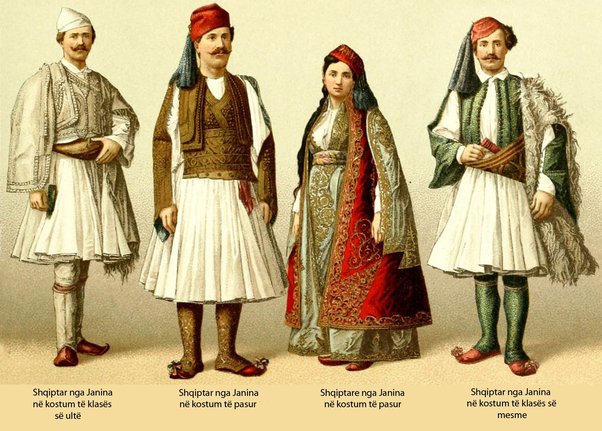 Shqiptar nga Janina
në kostum të klasës
së ultë
Shqiptar nga Janina
në kostum të pasur
Shqiptare nga Janina
në kostum të pasur
Shqiptar nga Janina
në kostum të klasës së
mesme